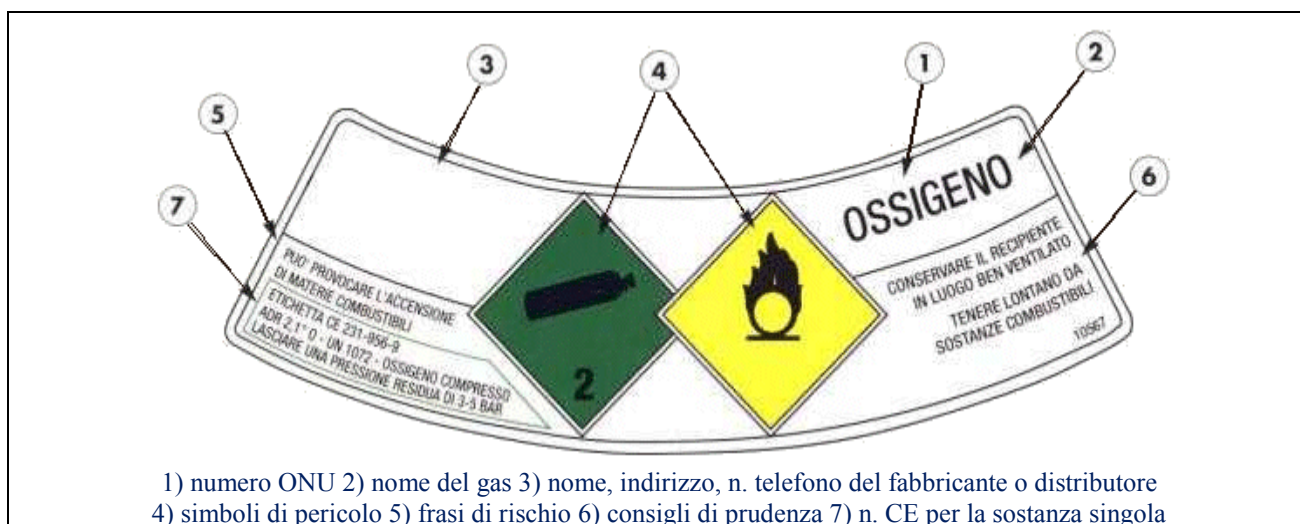 3
4
1
2
5
7
6
OSSIGENO
CONSERVARE IL RECIPIENTE
IN LUOGO BEN VENTILATO
TENERE LONTANO DA
SOSTANZE COMBUSTIBILI
10567
PUO' PROVOCARE L'ACCENSIONE
DI MATERIE COMBUSTIBILI
ETICHETTA CE 231-956-9
ADR 2.1° O - UN 1072 - OSSIGENO COMPRESSO
LASCIARE UNA PRESSIONE RESIDUA DI 3-5 BAR
2
1) numero ONU 2) nome del gas 3) nome, indirizzo, n. telefono del fabbricante o distributore
4) simboli di pericolo 5) frasi di rischio 6) consigli di prudenza 7) n. CE per la sostanza singola